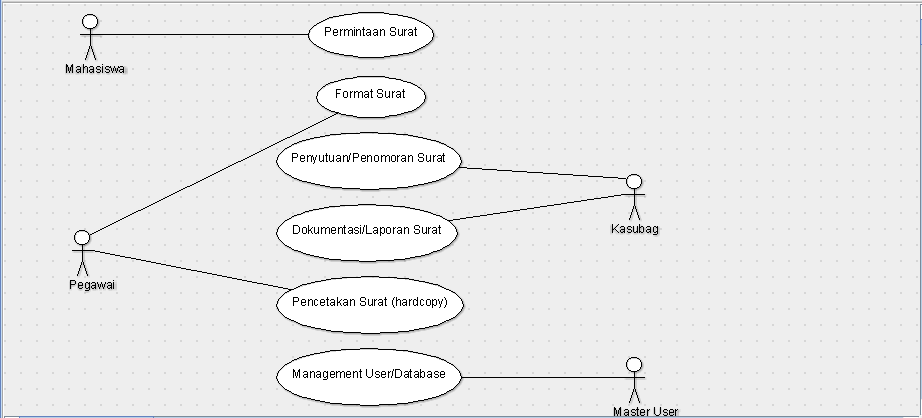 Permintaan Surat
Mahasiswa
Format Surat
Penyutuan/Penomoran Surat
Kasubag
Dokumentasi/Laporan Surat
Pegawai
Pencetakan Surat (hardcopy)
Management User/Database
Master User